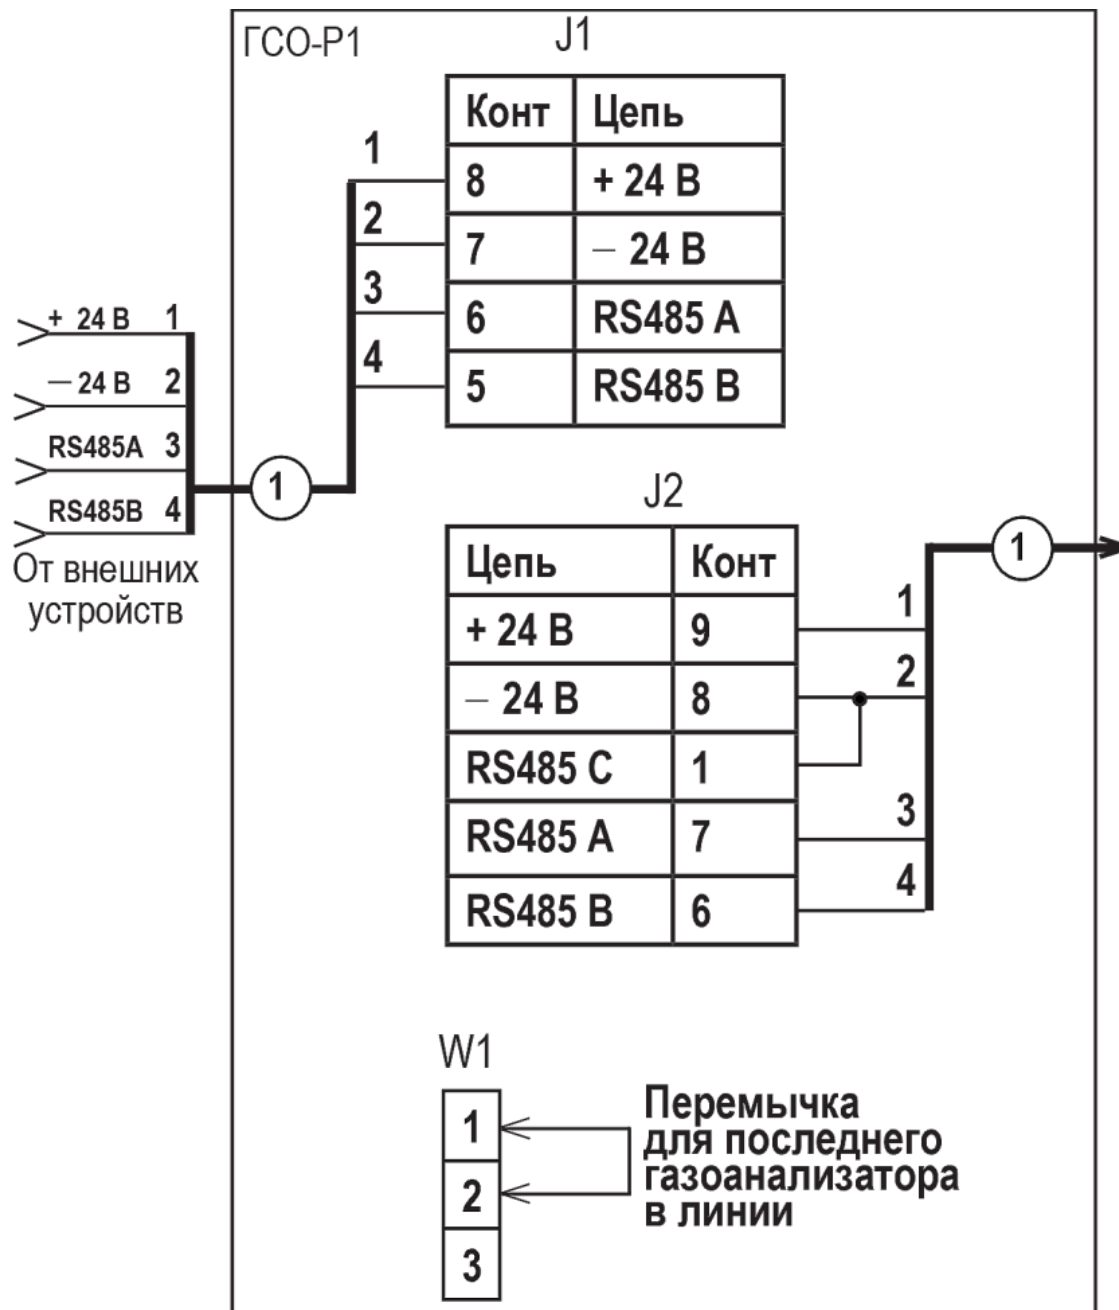 ГСО-Р1
J1
Конт Цепь
1
8 + 24 В
2
7 – 24 В
3
6 RS485 A
4
5 RS485 B
+ 24 В 1
– 24 В 2
RS485A 3
RS485B 4
От внешних
устройств
1
J2
Цепь Конт
1
+ 24 В 9
1
– 24 В 8
2
RS485 C 1
RS485 A 7
3
RS485 B 6
4
W1
1
2
3
Перемычка
для последнего
газоанализатора
в линии